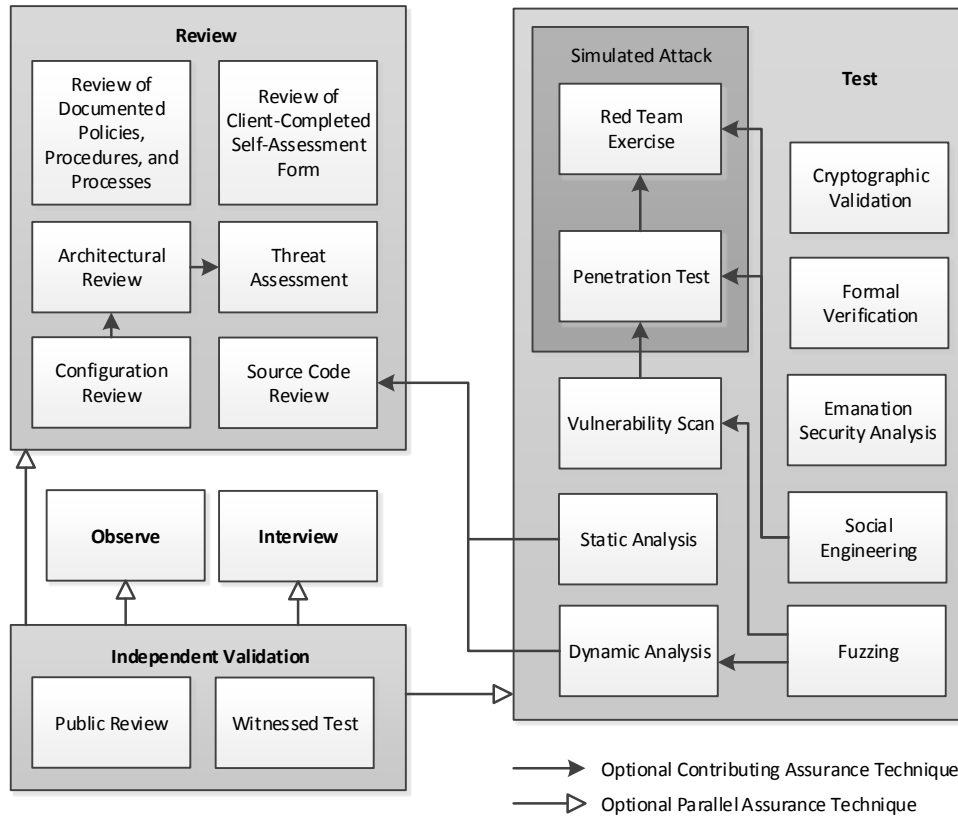 Review
Review of
Documented
Policies,
Procedures, and
Processes
Review of
Client-Completed
Self-Assessment
Form
Architectural
Review
Threat
Assessment
Configuration
Review
Source Code
Review
Observe
Interview
Independent Validation
Public Review
Witnessed Test
Simulated Attack
Test
Red Team
Exercise
Cryptographic
Validation
Penetration Test
Formal
Verification
Vulnerability Scan
Emanation
Security Analysis
Static Analysis
Social
Engineering
Dynamic Analysis
Fuzzing
Optional Contributing Assurance Technique
Optional Parallel Assurance Technique